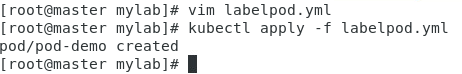 [root@master mylab]# vim labelpod.yml
[root@master mylab]# kubectl apply -f labelpod.yml
pod/pod-demo created
[root@master mylab]#